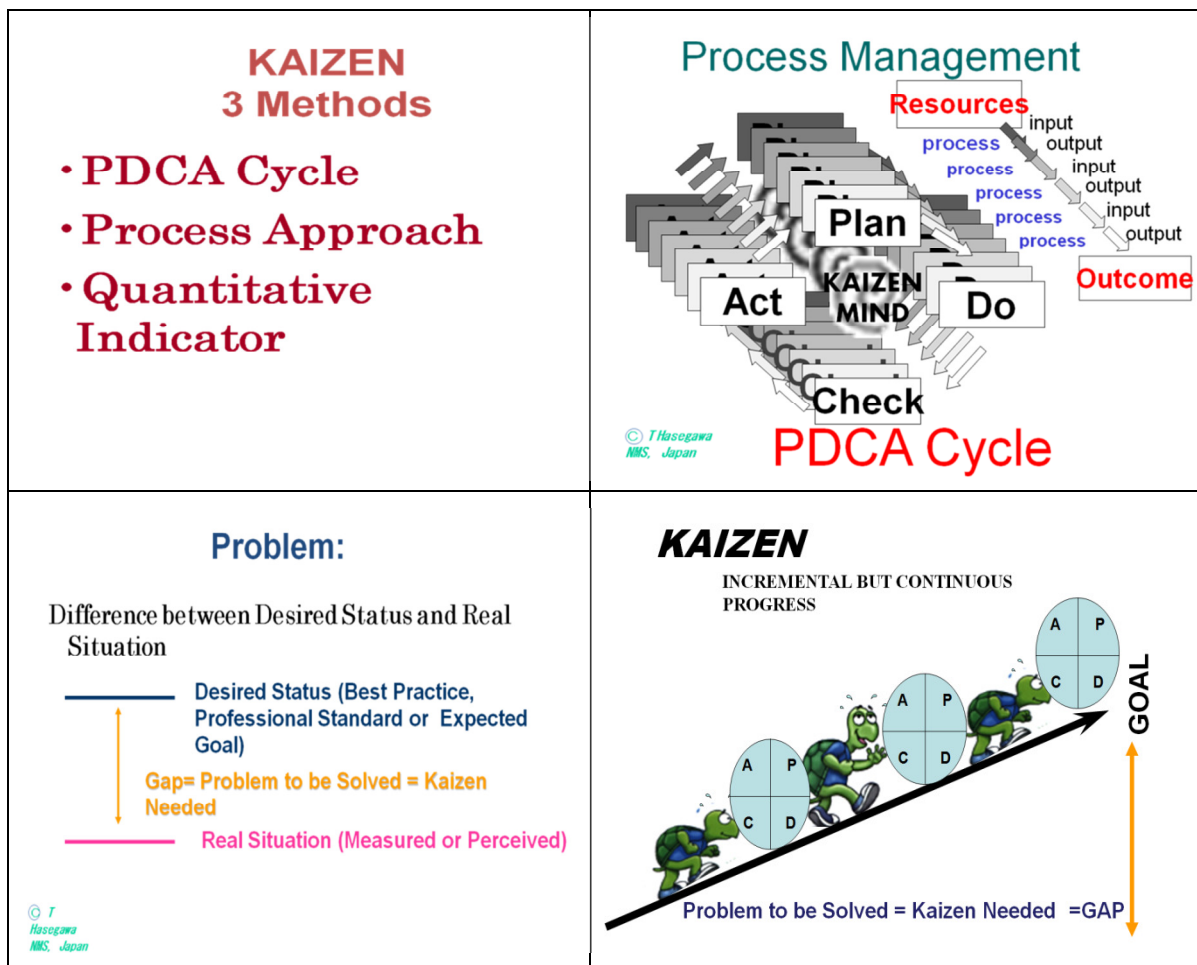 KAIZEN
3 Methods
• PDCA Cycle
• Process Approach
• Quantitative
Indicator
Process Management
Resources
input
process
output
process
input
process
output
process
input
process
output
Outcome
Plan
Act
KAIZEN
MIND
Do
Check
© T Hasegawa
NMS, Japan
PDCA Cycle
Problem:
Difference between Desired Status and Real
Situation
Desired Status (Best Practice,
Professional Standard or Expected
Goal)
Gap= Problem to be Solved = Kaizen
Needed
Real Situation (Measured or Perceived)
© T
Hasegawa
NMS, Japan
KAIZEN
INCREMENTAL BUT CONTINUOUS
PROGRESS
A P
C D
A P
C D
A P
C D
GOAL
Problem to be Solved = Kaizen Needed =GAP